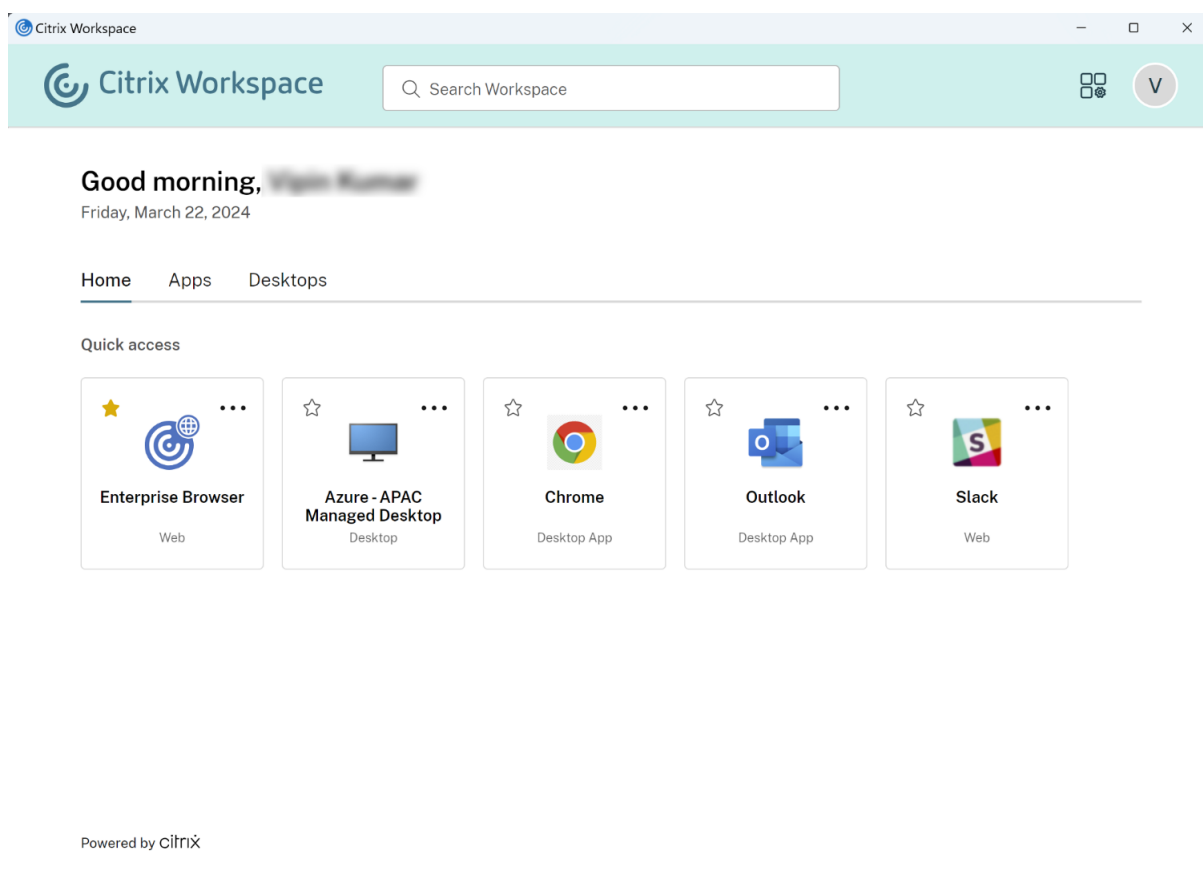 Citrix Workspace
Citrix Workspace
Search Workspace
V
Good morning,
Friday, March 22, 2024
Home Apps Desktops
Quick access
Enterprise Browser
Web
Azure - APAC
Managed Desktop
Desktop
Chrome
Desktop App
O
Outlook
Desktop App
S
Slack
Web
Powered by citrix